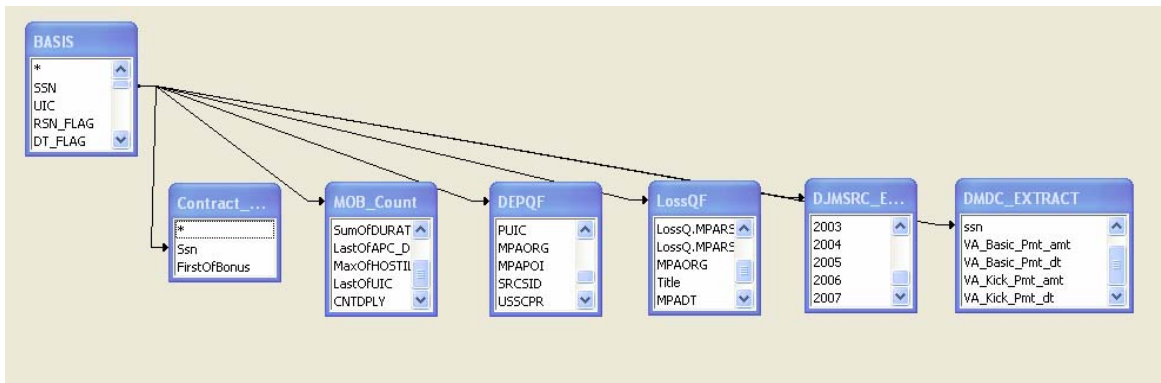 BASIS
*
SSN
UIC
RSN_FLAG
DT_FLAG
Contract_...
*
Ssn
FirstOfBonus
MOB_Count
SumOfDURAT
LastOfAPC_D
MaxOfHOSTIL
LastOfUIC
CNTDPLY
DEPQF
PUIC
MPAORG
MPAPOI
SRCSID
USSCPR
LossQF
LossQ.MPARS
LossQ.MPARS
MPAORG
Title
MPADT
DJMSRC_E...
2003
2004
2005
2006
2007
DMDC_EXTRACT
ssn
VA_Basic_Pmt_amt
VA_Basic_Pmt_dt
VA_Kick_Pmt_amt
VA_Kick_Pmt_dt